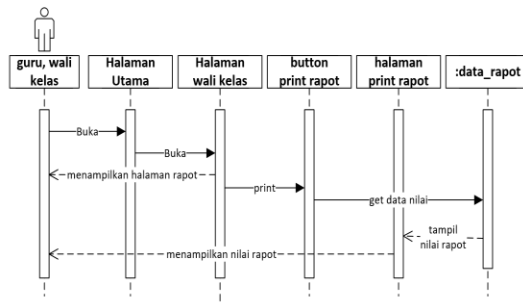 guru, wali
kelas
Halaman
Utama
Halaman
wali kelas
button
print rapot
halaman
print rapot
:data_rapot
Buka
Buka
menampilkan halaman rapot
print
get data nilai
tampil
nilai rapot
menampilkan nilai rapot